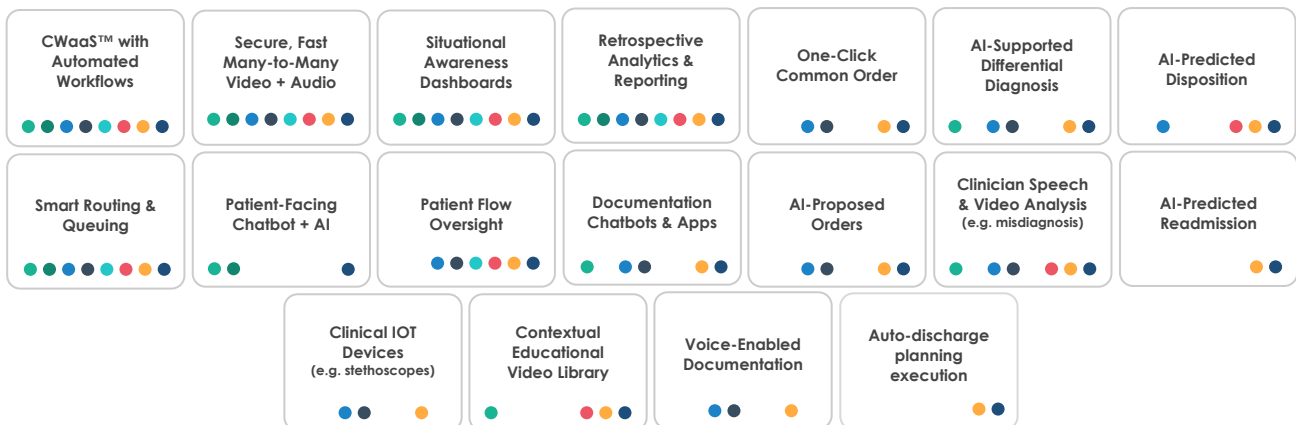 CWaaS™ with
Automated
Workflows
Secure, Fast
Many-to-Many
Video + Audio
Situational
Awareness
Dashboards
Retrospective
Analytics &
Reporting
One-Click
Common Order
AI-Supported
Differential
Diagnosis
AI-Predicted
Disposition
Smart Routing &
Queuing
Patient-Facing
Chatbot + AI
Patient Flow
Oversight
Documentation
Chatbots & Apps
AI-Proposed
Orders
Clinician Speech
& Video Analysis
(e.g. misdiagnosis)
AI-Predicted
Readmission
Clinical IOT
Devices
(e.g. stethoscopes)
Contextual
Educational
Video Library
Voice-Enabled
Documentation
Auto-discharge
planning
execution